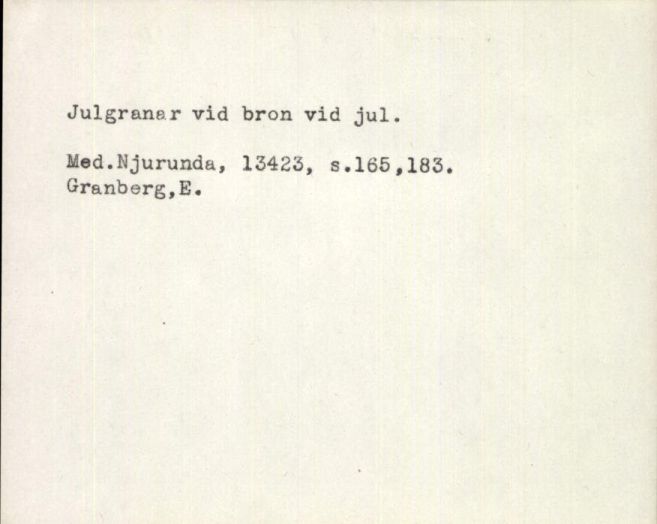 Julgranar vid bron vid jul.
Med.Njurunda, 13423, s.165,183.
Granberg,E.